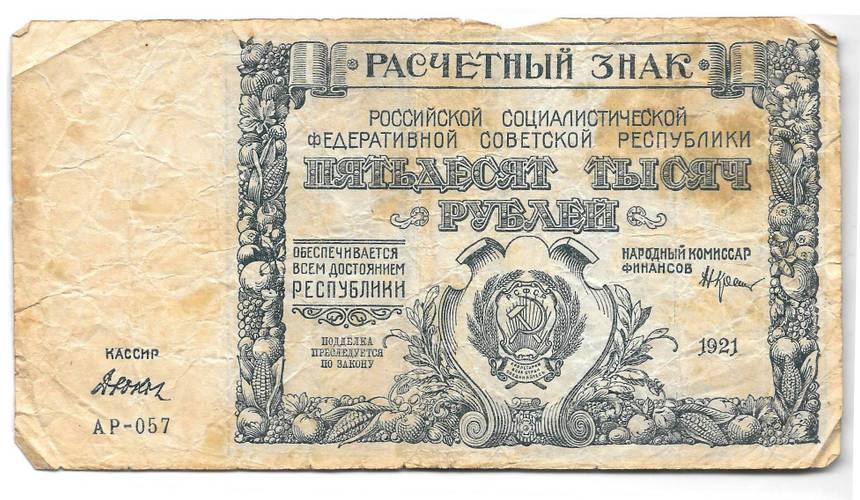 РАСЧЕТНЫЙ ЗНАК
РОССИЙСКОЙ СОЦИАЛИСТИЧЕСКОЙ
ФЕДЕРАТИВНОЙ СОВЕТСКОЙ РЕСПУБЛИКИ
ПЯТЬДЕСЯТ ТЫСЯЧ
РУБЛЕЙ
ОБЕСПЕЧИВАЕТСЯ
ВСЕМ ДОСТОЯНИЕМ
РЕСПУБЛИКИ
ПОДДЕЛКА
ПРЕСЛЕДУЕТСЯ
ПО ЗАКОНУ
НАРОДНЫЙ КОМИССАР
ФИНАНСОВ
1921
КАССИР
АР-057